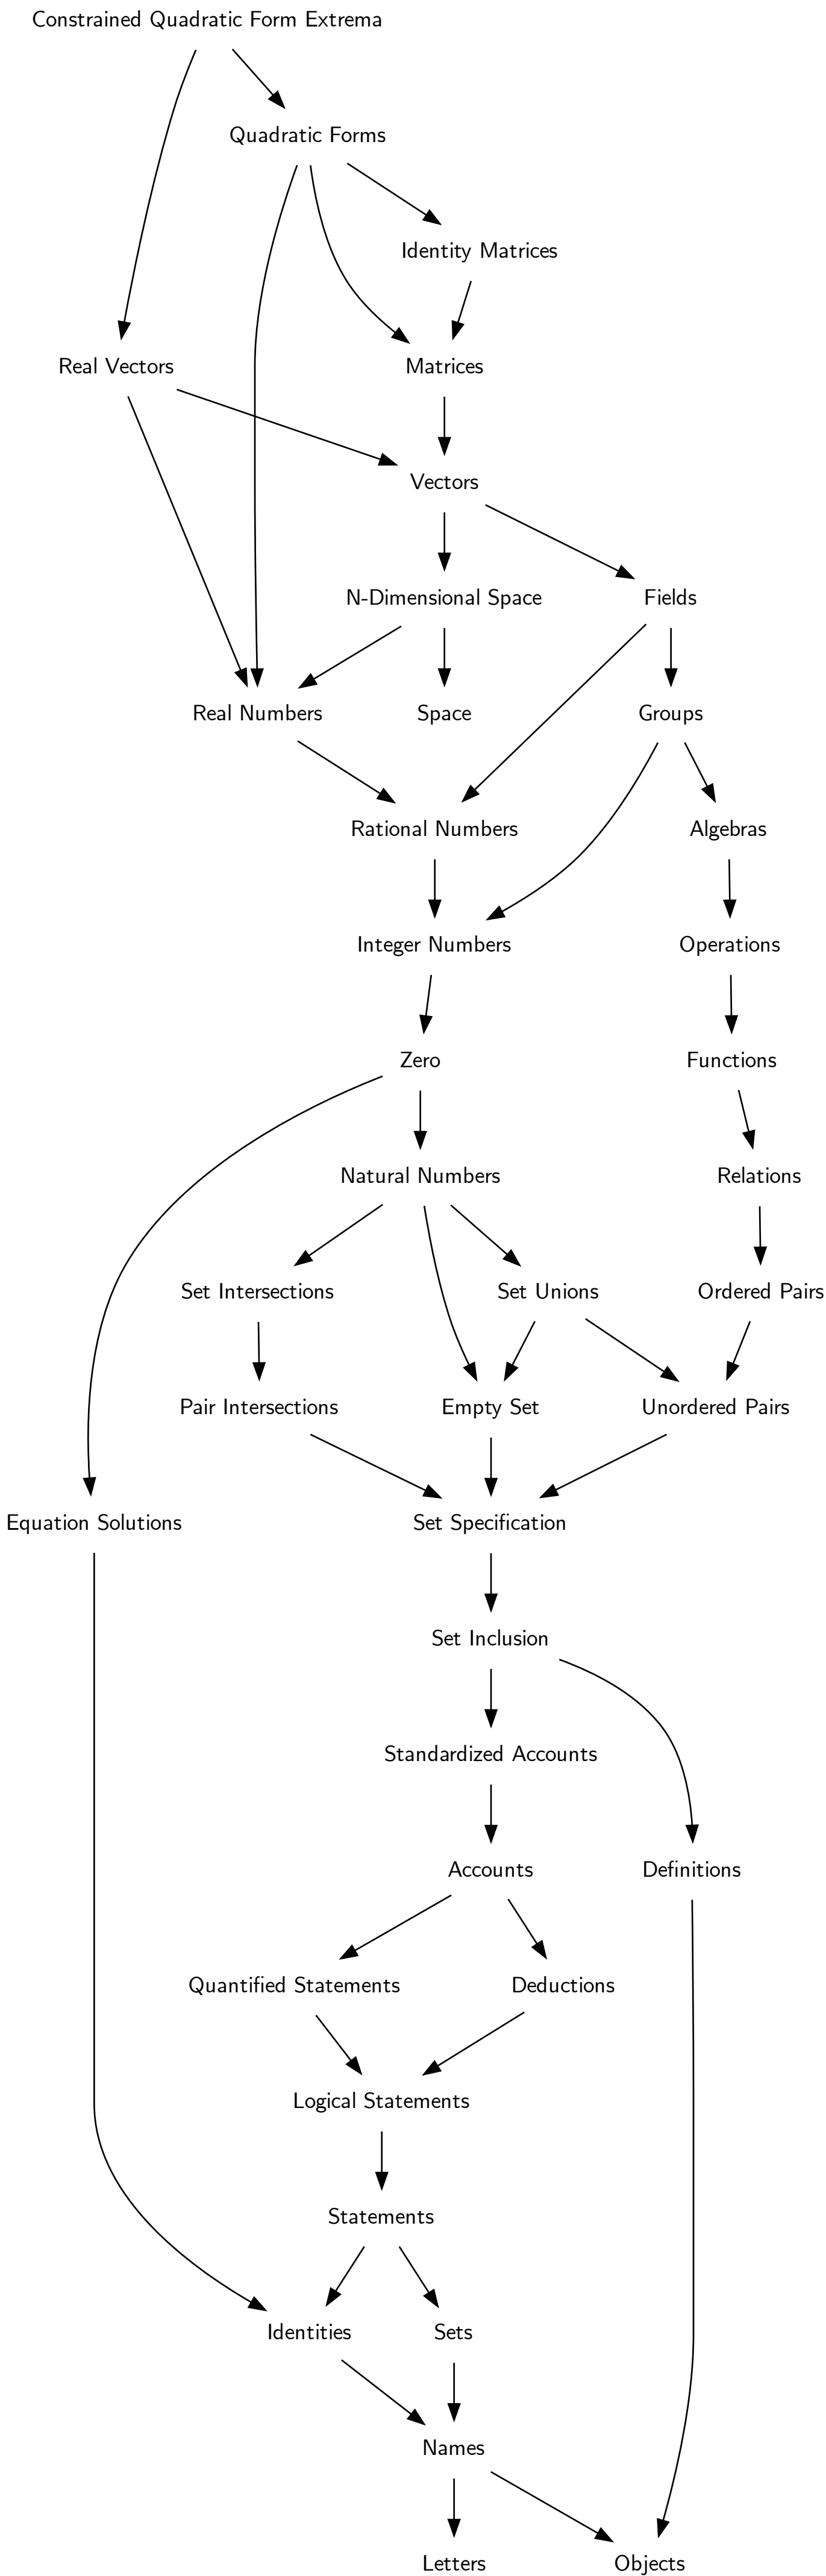 Constrained Quadratic Form Extrema
Quadratic Forms
Identity Matrices
Real Vectors
Matrices
Vectors
N-Dimensional Space
Fields
Real Numbers
Space
Groups
Rational Numbers
Algebras
Integer Numbers
Operations
Zero
Functions
Natural Numbers
Relations
Set Intersections
Set Unions
Ordered Pairs
Pair Intersections
Empty Set
Unordered Pairs
Equation Solutions
Set Specification
Set Inclusion
Standardized Accounts
Accounts
Definitions
Quantified Statements
Deductions
Logical Statements
Statements
Identities
Sets
Names
Letters
Objects